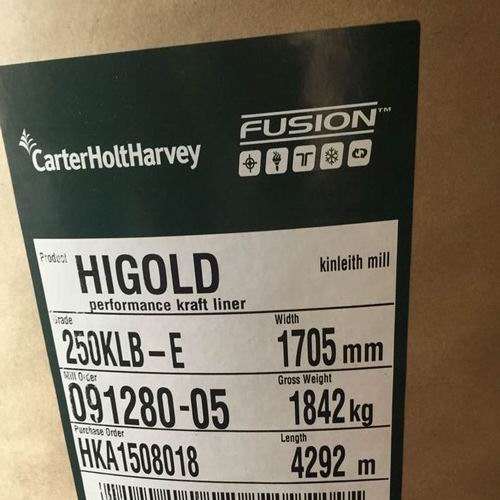 CarterHoltHarvey
FUSION™
Product
HIGOLD
kinleith mill
performance kraft liner
Grade
250KLB-E
Width
1705 mm
Mill Order
091280-05
Gross Weight
1842 kg
Purchase Order
HKA1508018
Length
4292 m